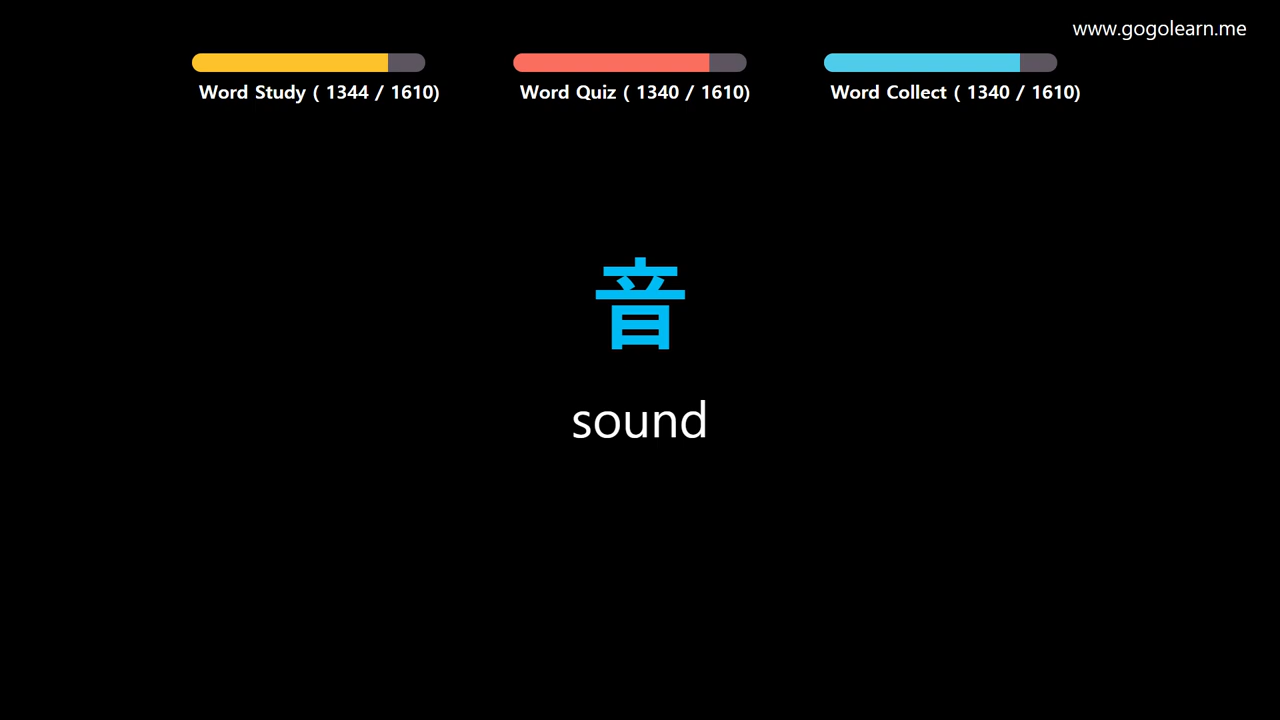 www.gogolearn.me
Word Study ( 1344 / 1610)
Word Quiz ( 1340 / 1610)
Word Collect ( 1340 / 1610)
音
sound